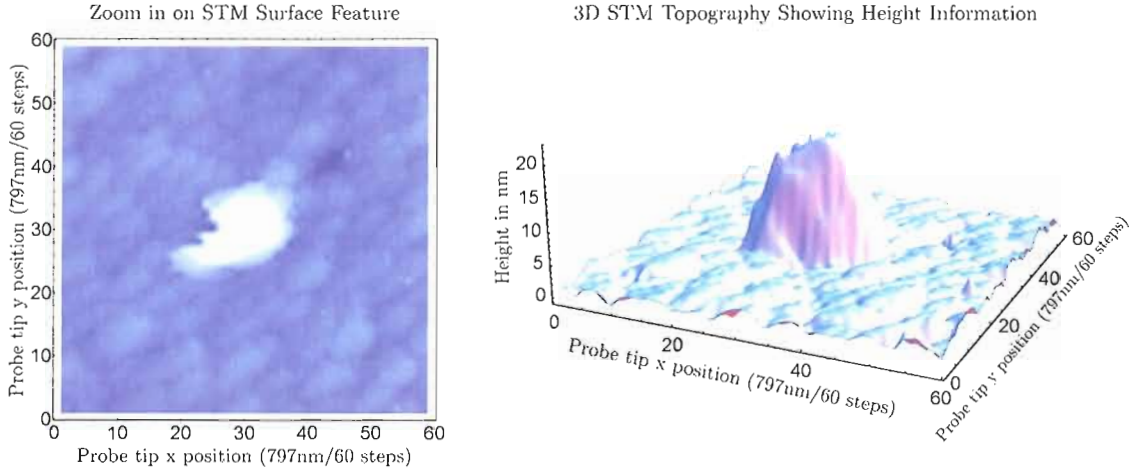 Zoom in on STM Surface Feature
60
50
40
30
20
10
0
0 10 20 30 40 50 60
Probe tip y position (797nm/60 steps)
Probe tip x position (797nm/60 steps)
3D STM Topography Showing Height Information
20
15
10
5
0
Height in nm
0
20
40
60
Probe tip x position (797nm/60 steps)
0
20
40
60
Probe tip y position (797nm/60 steps)